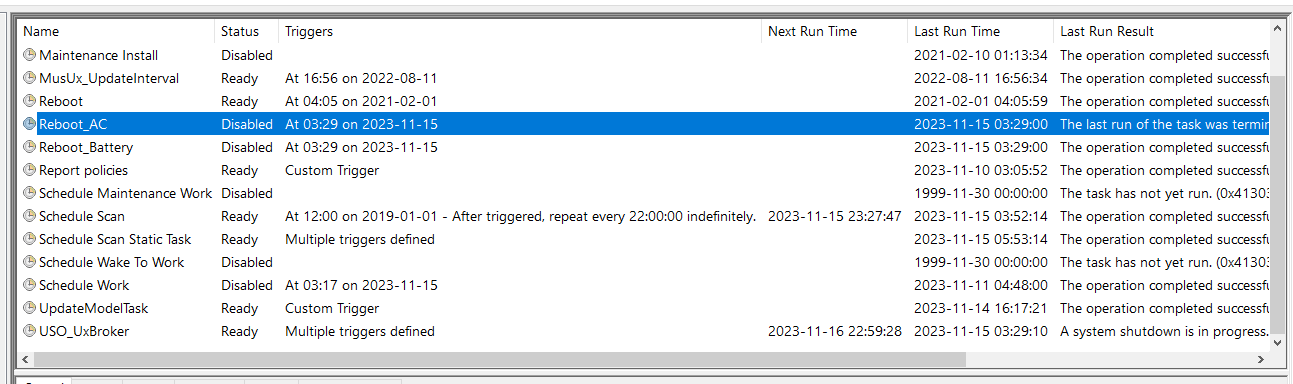 Name Status Triggers Next Run Time Last Run Time Last Run Result
Maintenance Install Disabled 2021-02-10 01:13:34 The operation completed successfu
MusUx_UpdateInterval Ready At 16:56 on 2022-08-11 2022-08-11 16:56:34 The operation completed successfu
Reboot Ready At 04:05 on 2021-02-01 2021-02-01 04:05:59 The operation completed successfu
Reboot_AC Disabled At 03:29 on 2023-11-15 2023-11-15 03:29:00 The last run of the task was termin
Reboot_Battery Disabled At 03:29 on 2023-11-15 2023-11-15 03:29:00 The operation completed successfu
Report policies Ready Custom Trigger 2023-11-10 03:05:52 The operation completed successfu
Schedule Maintenance Work Disabled 1999-11-30 00:00:00 The task has not yet run. (0x41303
Schedule Scan Ready At 12:00 on 2019-01-01 - After triggered, repeat every 22:00:00 indefinitely. 2023-11-15 23:27:47 2023-11-15 03:52:14 The operation completed successfu
Schedule Scan Static Task Ready Multiple triggers defined 2023-11-15 05:53:14 The operation completed successfu
Schedule Wake To Work Disabled 1999-11-30 00:00:00 The task has not yet run. (0x41303
Schedule Work Disabled At 03:17 on 2023-11-15 2023-11-11 04:48:00 The operation completed successfu
UpdateModelTask Ready Custom Trigger 2023-11-14 16:17:21 The operation completed successfu
USO_UxBroker Ready Multiple triggers defined 2023-11-16 22:59:28 2023-11-15 03:29:10 A system shutdown is in progress.